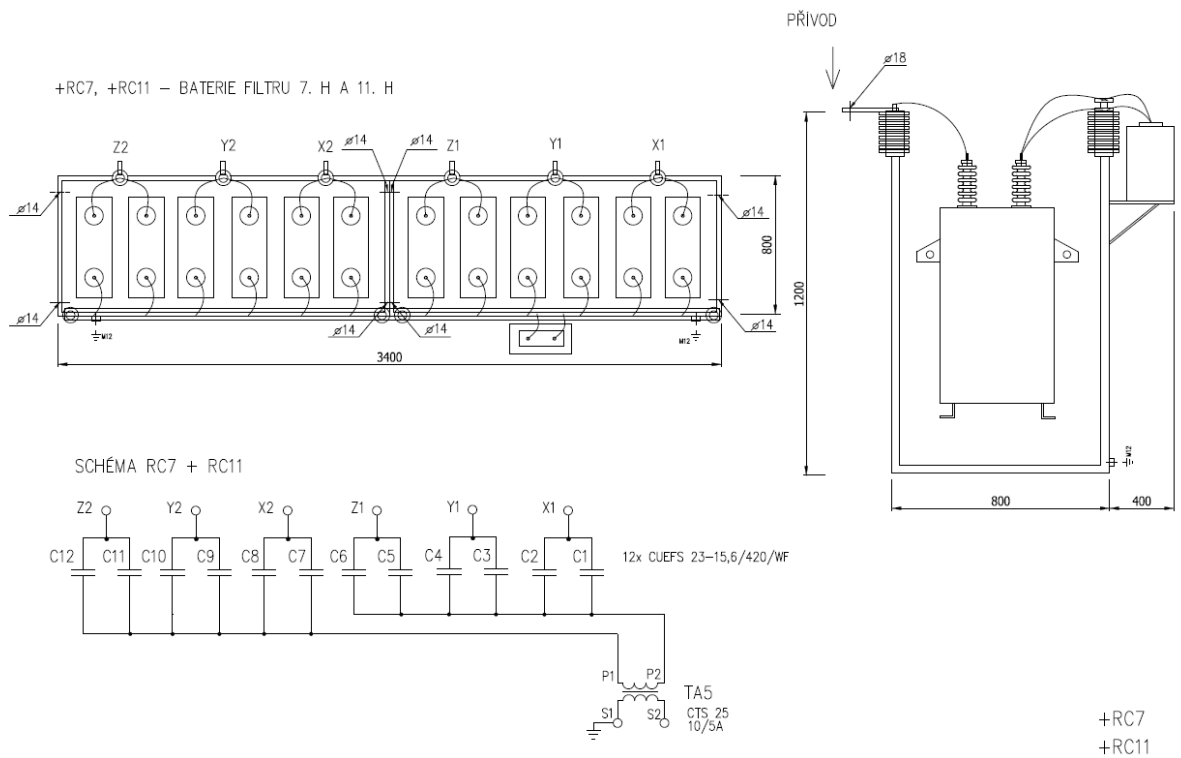 PŘÍVOD
ø18
+RC7, +RC11 – BATERIE FILTRU 7. H A 11. H
Z2 Y2 X2 ø14 ø14 Z1 Y1 X1
ø14 ø14
800
1200
ø14 ø14 ø14 ø14
M12 M12
3400
M12
800 400
SCHÉMA RC7 + RC11
Z2 Y2 X2 Z1 Y1 X1
C12 C11 C10 C9 C8 C7 C6 C5 C4 C3 C2 C1 12x CUEFS 23–15,6/420/WF
P1 P2
TA5
S1 S2 CTS 25
10/5A
+RC7
+RC11